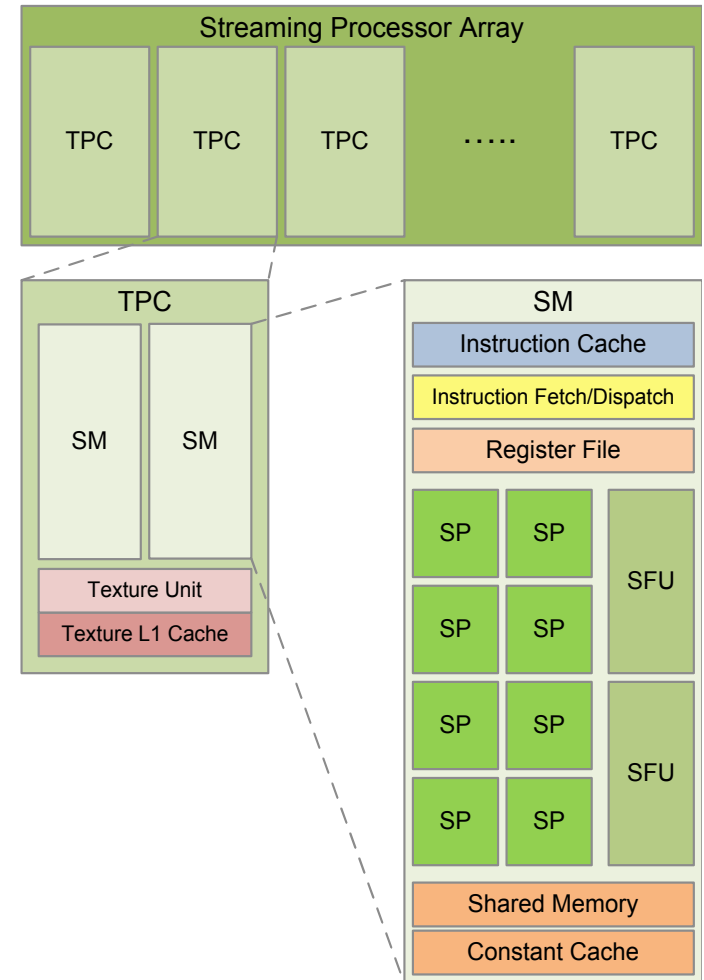 Streaming Processor Array
TPC
TPC
TPC
.....
TPC
TPC
SM
SM
Texture Unit
Texture L1 Cache
SM
Instruction Cache
Instruction Fetch/Dispatch
Register File
SP
SP
SFU
SP
SP
SP
SP
SFU
SP
SP
Shared Memory
Constant Cache